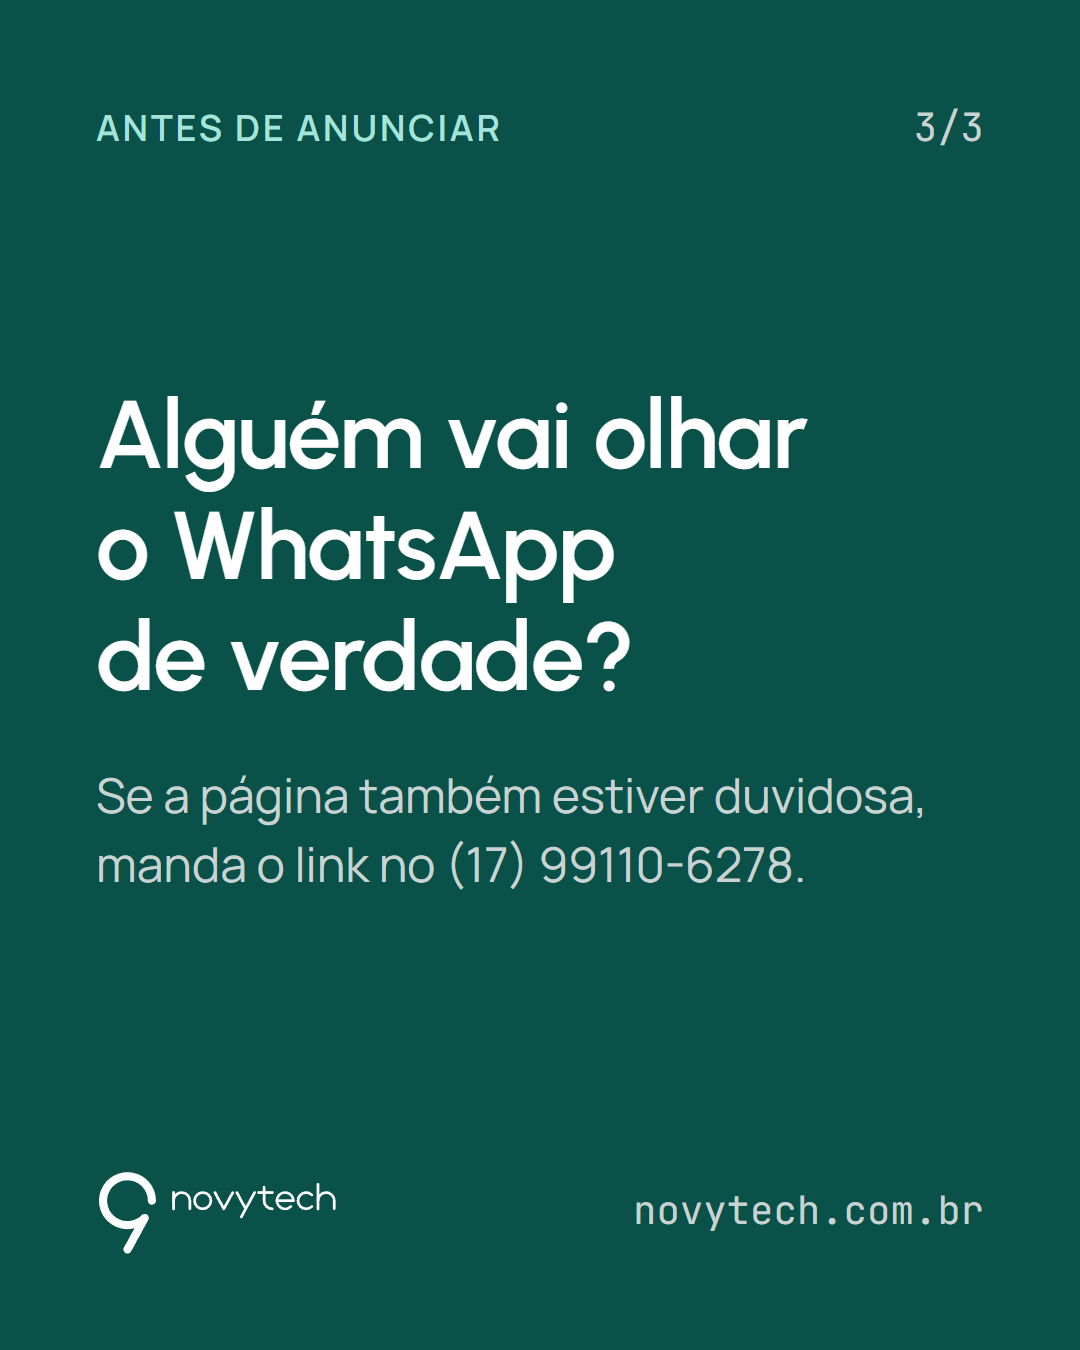 ANTES DE ANUNCIAR
3/3
Alguém vai olhar
o WhatsApp
de verdade?
Se a página também estiver duvidosa,
manda o link no (17) 99110-6278.
novytech
novytech.com.br